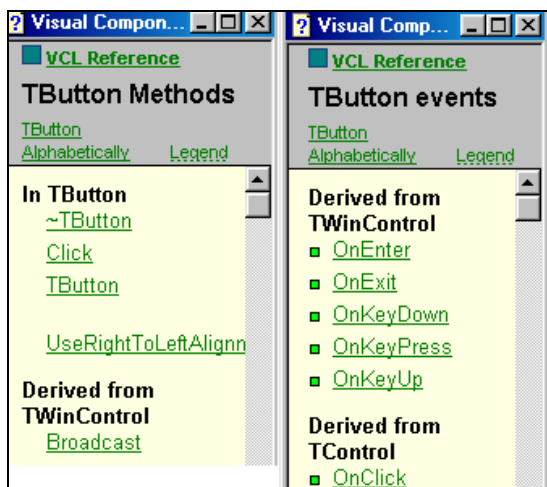 Visual Compon...
VCL Reference
TButton Methods
TButton
Alphabetically Legend
In TButton
~TButton
Click
TButton
UseRightToLeftAlignn
Derived from
TWinControl
Broadcast
Visual Comp...
VCL Reference
TButton events
TButton
Alphabetically Legend
Derived from
TWinControl
OnEnter
OnExit
OnKeyDown
OnKeyPress
OnKeyUp
Derived from
TControl
OnClick